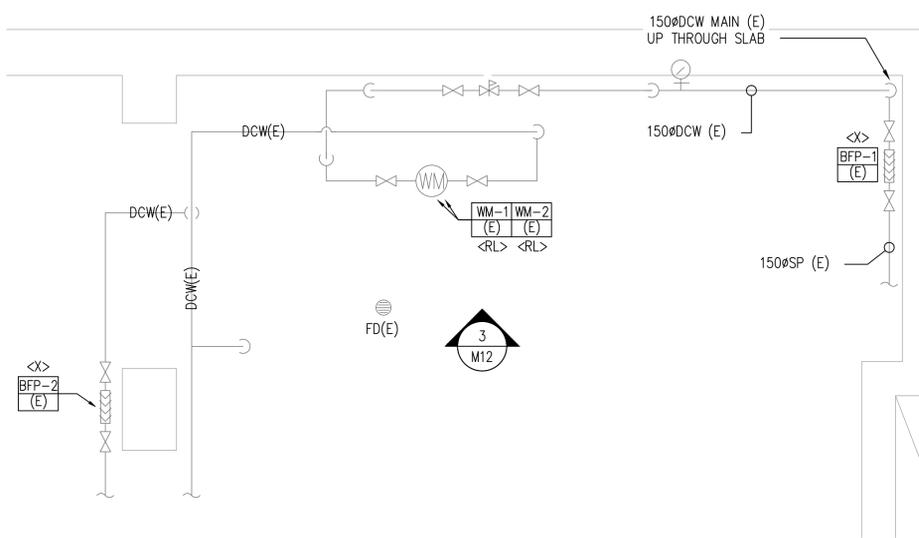 150øDCW MAIN (E)
UP THROUGH SLAB
DCW(E)
150øDCW (E)
<X>
BFP-1
(E)
WM
WM-1 WM-2
(E) (E)
<RL> <RL>
DCW(E)
150øSP (E)
DCW(E)
FD(E)
3
M12
<X>
BFP-2
(E)